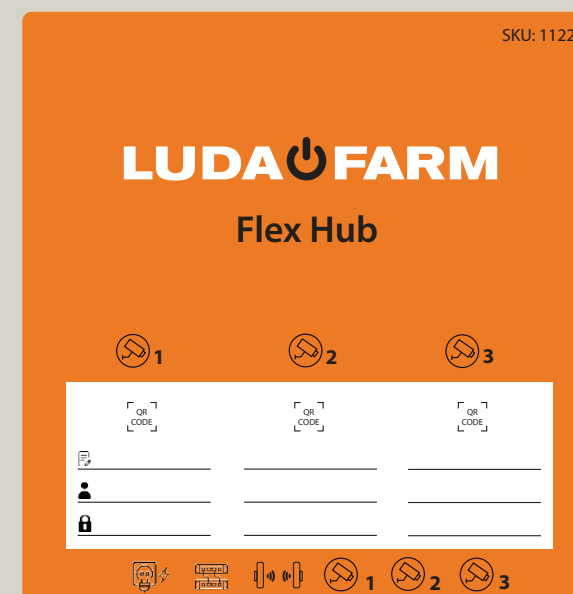 SKU: 1122
LUDA FARM
Flex Hub
1 2 3
QR CODE QR CODE QR CODE
1 2 3